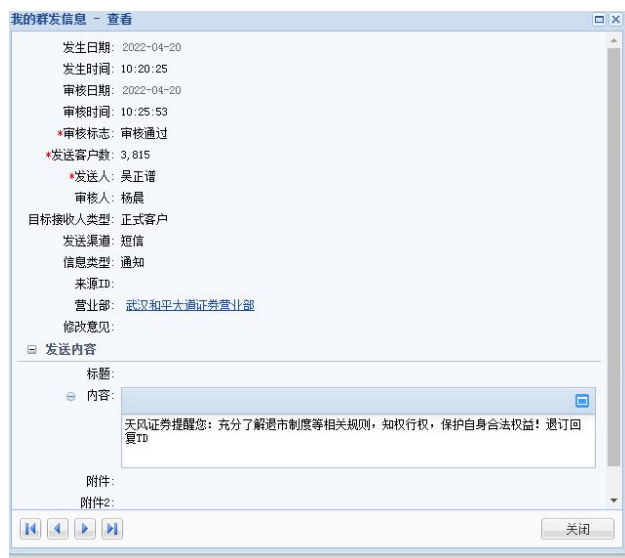 我的群发信息 - 查看
发生日期: 2022-04-20
发生时间: 10:20:25
审核日期: 2022-04-20
审核时间: 10:25:53
*审核标志: 审核通过
*发送客户数: 3,815
*发送人: 吴正谱
审核人: 杨晨
目标接收人类型: 正式客户
发送渠道: 短信
信息类型: 通知
来源ID:
营业部: 武汉和平大道证券营业部
修改意见:
发送内容
标题:
内容:
天风证券提醒您: 充分了解退市制度等相关规则, 知权行权, 保护自身合法权益! 退订回
复TD
附件:
附件2:
关闭